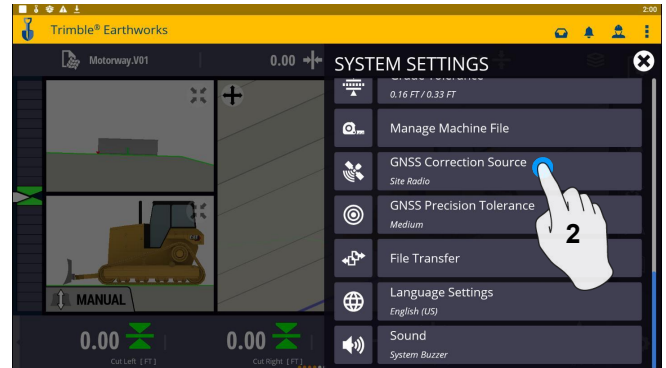 2:00
Trimble® Earthworks
Motorway.V01
0.00
SYSTEM SETTINGS
Grade Tolerance
0.16 FT / 0.33 FT
Manage Machine File
GNSS Correction Source
Site Radio
GNSS Precision Tolerance
Medium
2
File Transfer
MANUAL
Language Settings
English (US)
0.00
0.00
Sound
System Buzzer
Cut Left [FT]
Cut Right [FT]